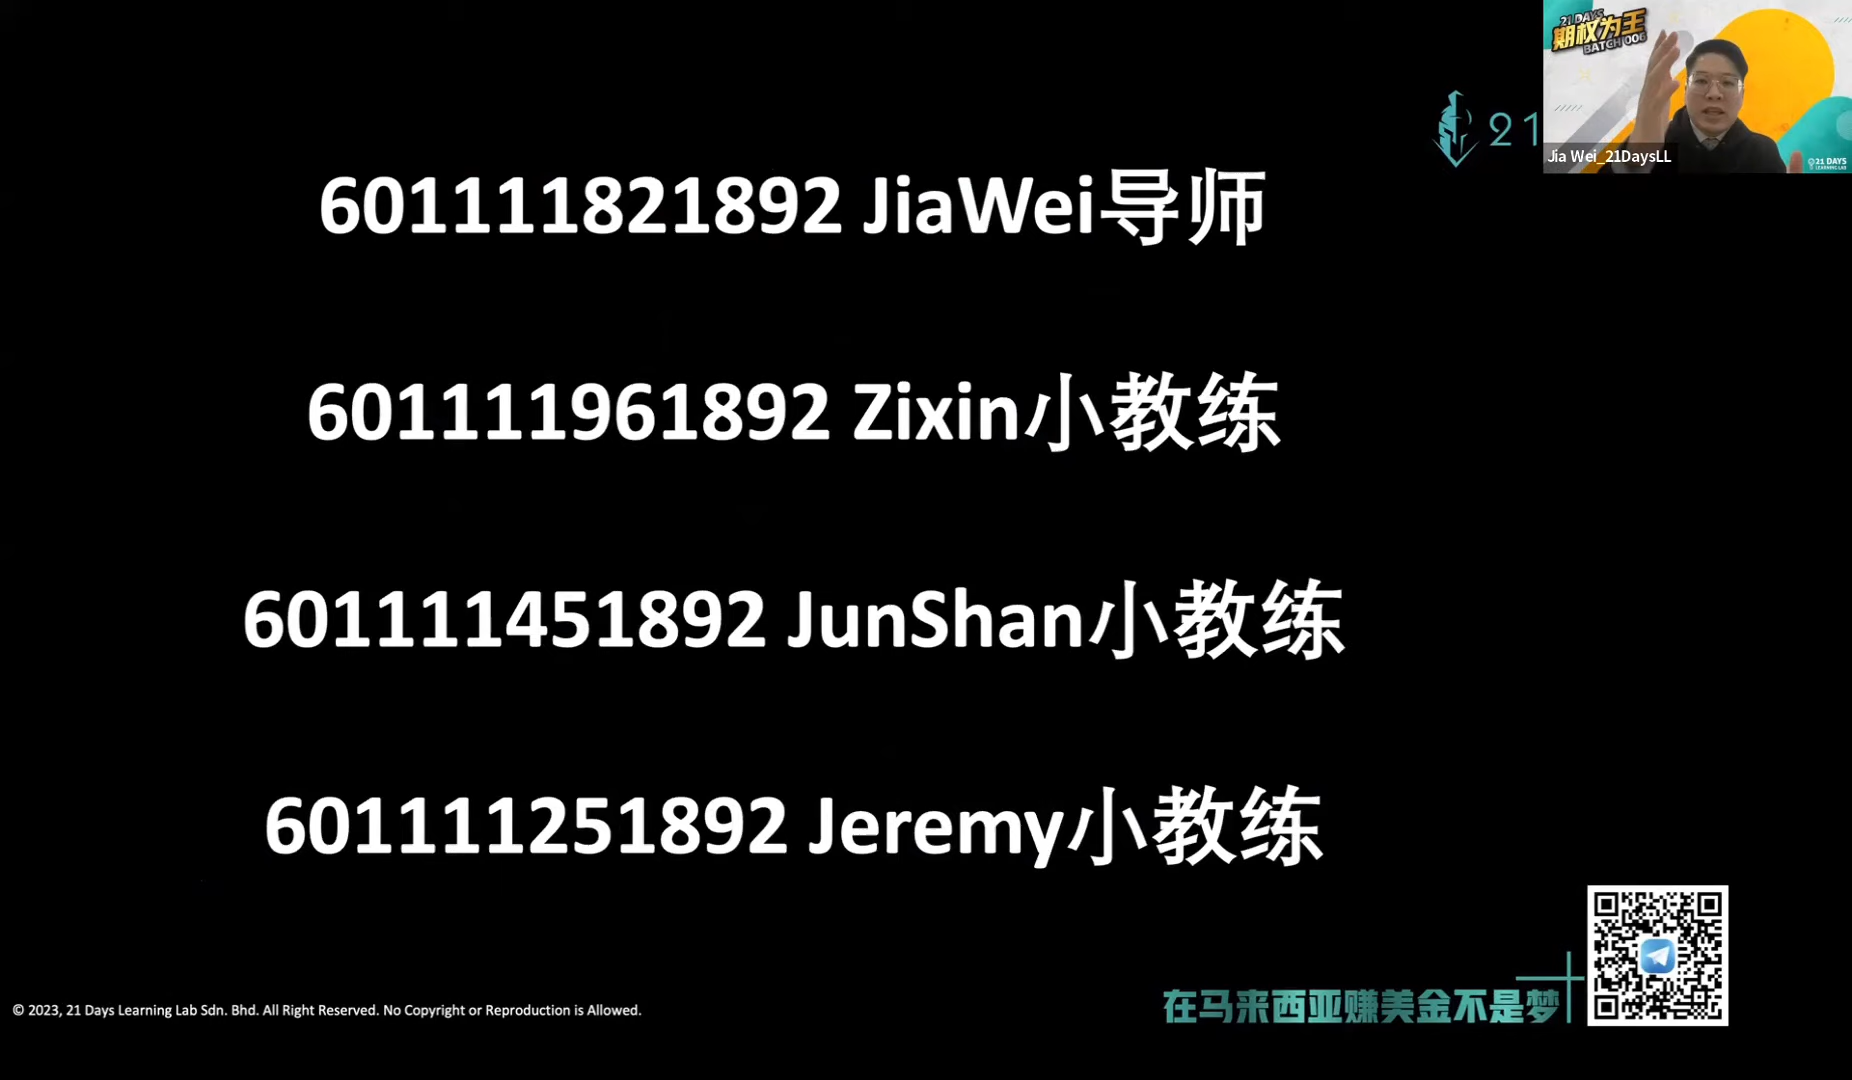 21 DAYS
期权为王
BATCH 006
21
Jia Wei_21DaysLL
21 DAYS
LEARNING LAB
601111821892 JiaWei导师
601111961892 Zixin小教练
601111451892 JunShan小教练
601111251892 Jeremy小教练
在马来西亚赚美金不是梦
© 2023, 21 Days Learning Lab Sdn. Bhd. All Right Reserved. No Copyright or Reproduction is Allowed.